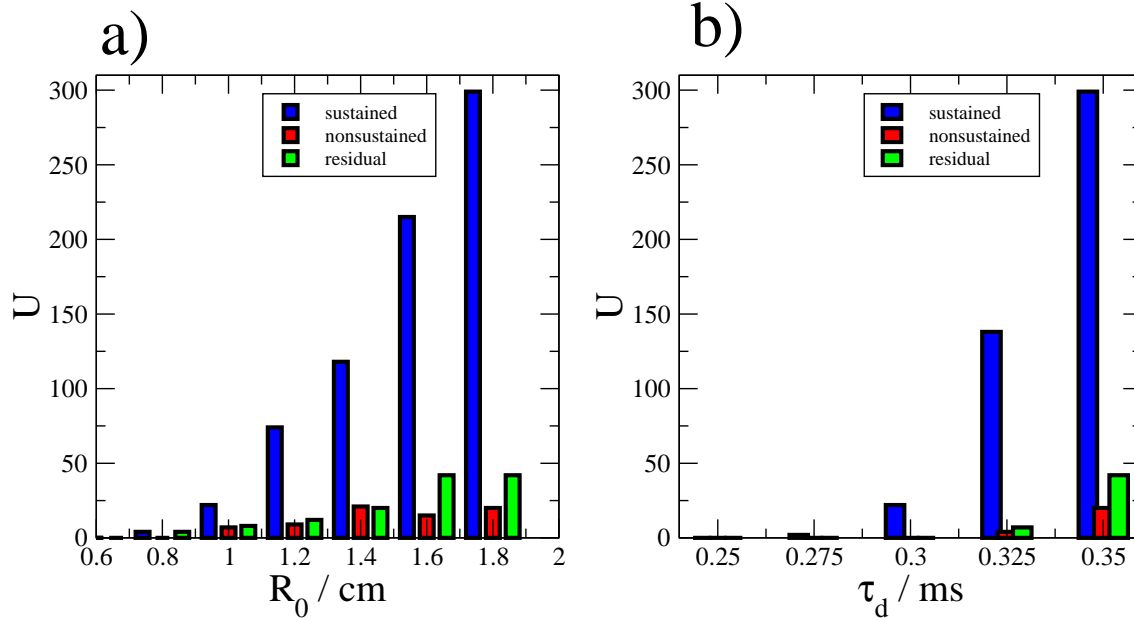 a)
300
250
200
150
100
50
0
U
sustained
nonsustained
residual
0.6 0.8 1 1.2 1.4 1.6 1.8 2
R_0 / cm
b)
300
250
200
150
100
50
0
U
sustained
nonsustained
residual
0.25 0.275 0.3 0.325 0.35
τ_d / ms